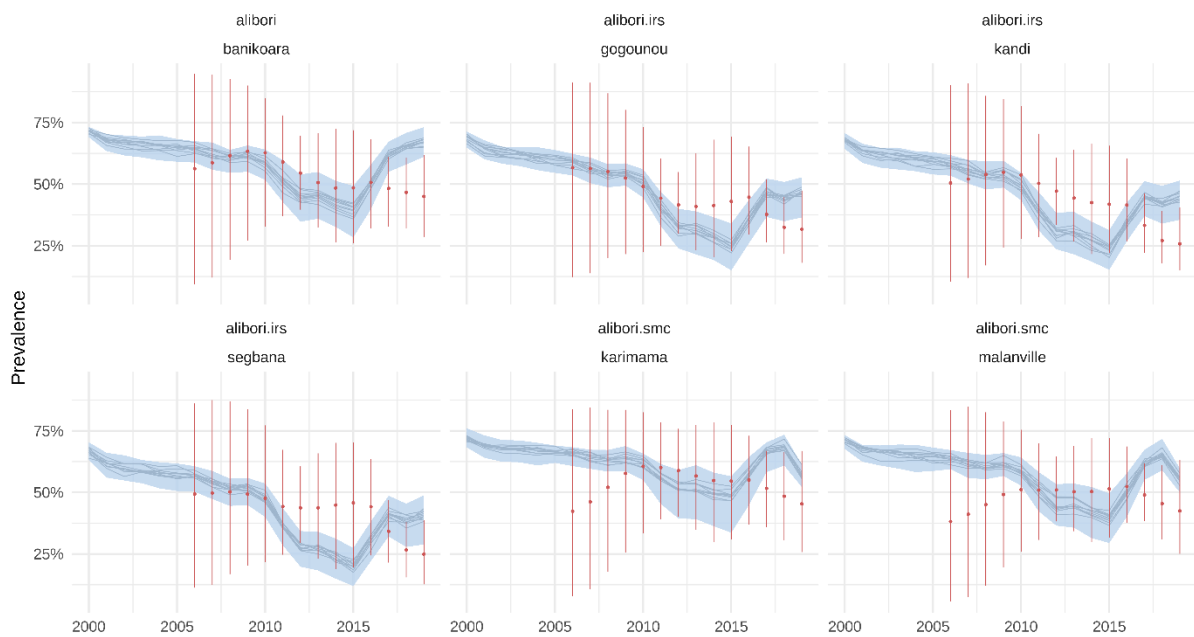 alibori alibori.irs alibori.irs
banikoara gogounou kandi
75%
50%
25%
Prevalence
alibori.irs alibori.smc alibori.smc
segbana karimama malanville
75%
50%
25%
2000 2005 2010 2015 2000 2005 2010 2015 2000 2005 2010 2015